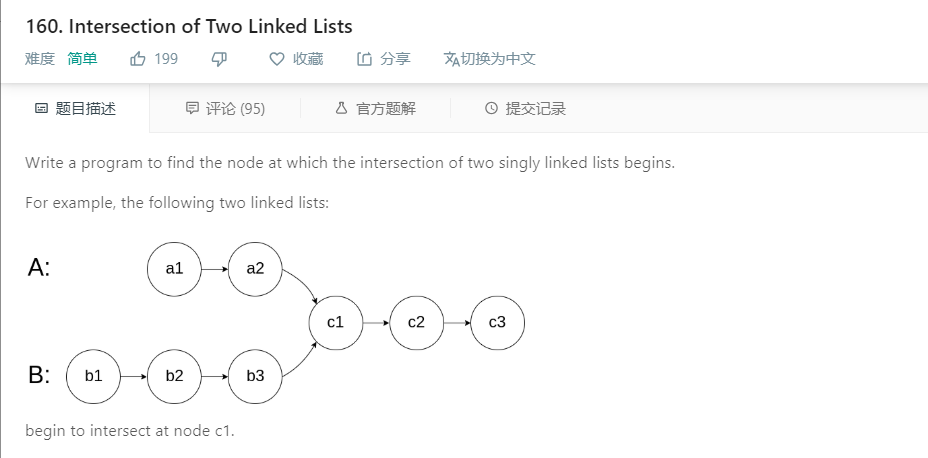 160. Intersection of Two Linked Lists
难度 简单 199 收藏 分享 文A切换为中文
题目描述 评论 (95) 官方题解 提交记录
Write a program to find the node at which the intersection of two singly linked lists begins.
For example, the following two linked lists:
A: a1 a2
c1 c2 c3
B: b1 b2 b3
begin to intersect at node c1.